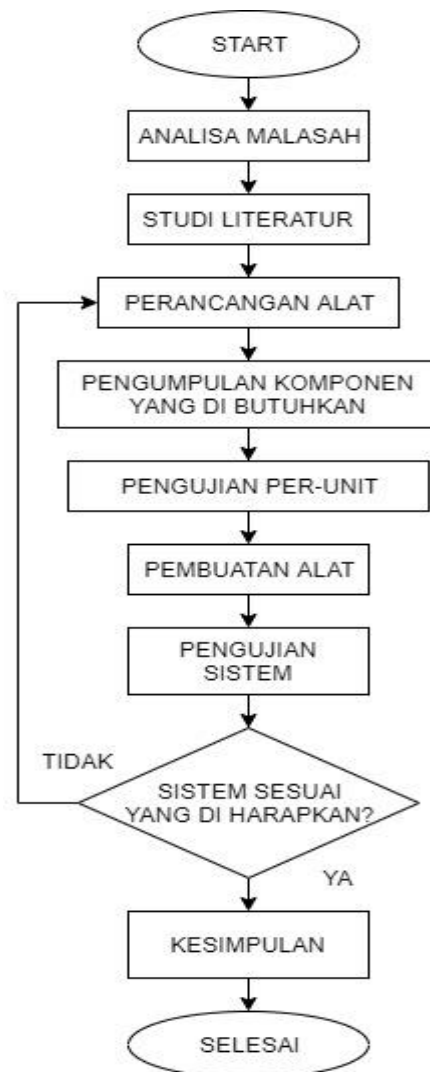 START
ANALISA MALASAH
STUDI LITERATUR
PERANCANGAN ALAT
PENGUMPULAN KOMPONEN
YANG DI BUTUHKAN
PENGUJIAN PER-UNIT
PEMBUATAN ALAT
PENGUJIAN
SISTEM
TIDAK
SISTEM SESUAI
YANG DI HARAPKAN?
YA
KESIMPULAN
SELESAI